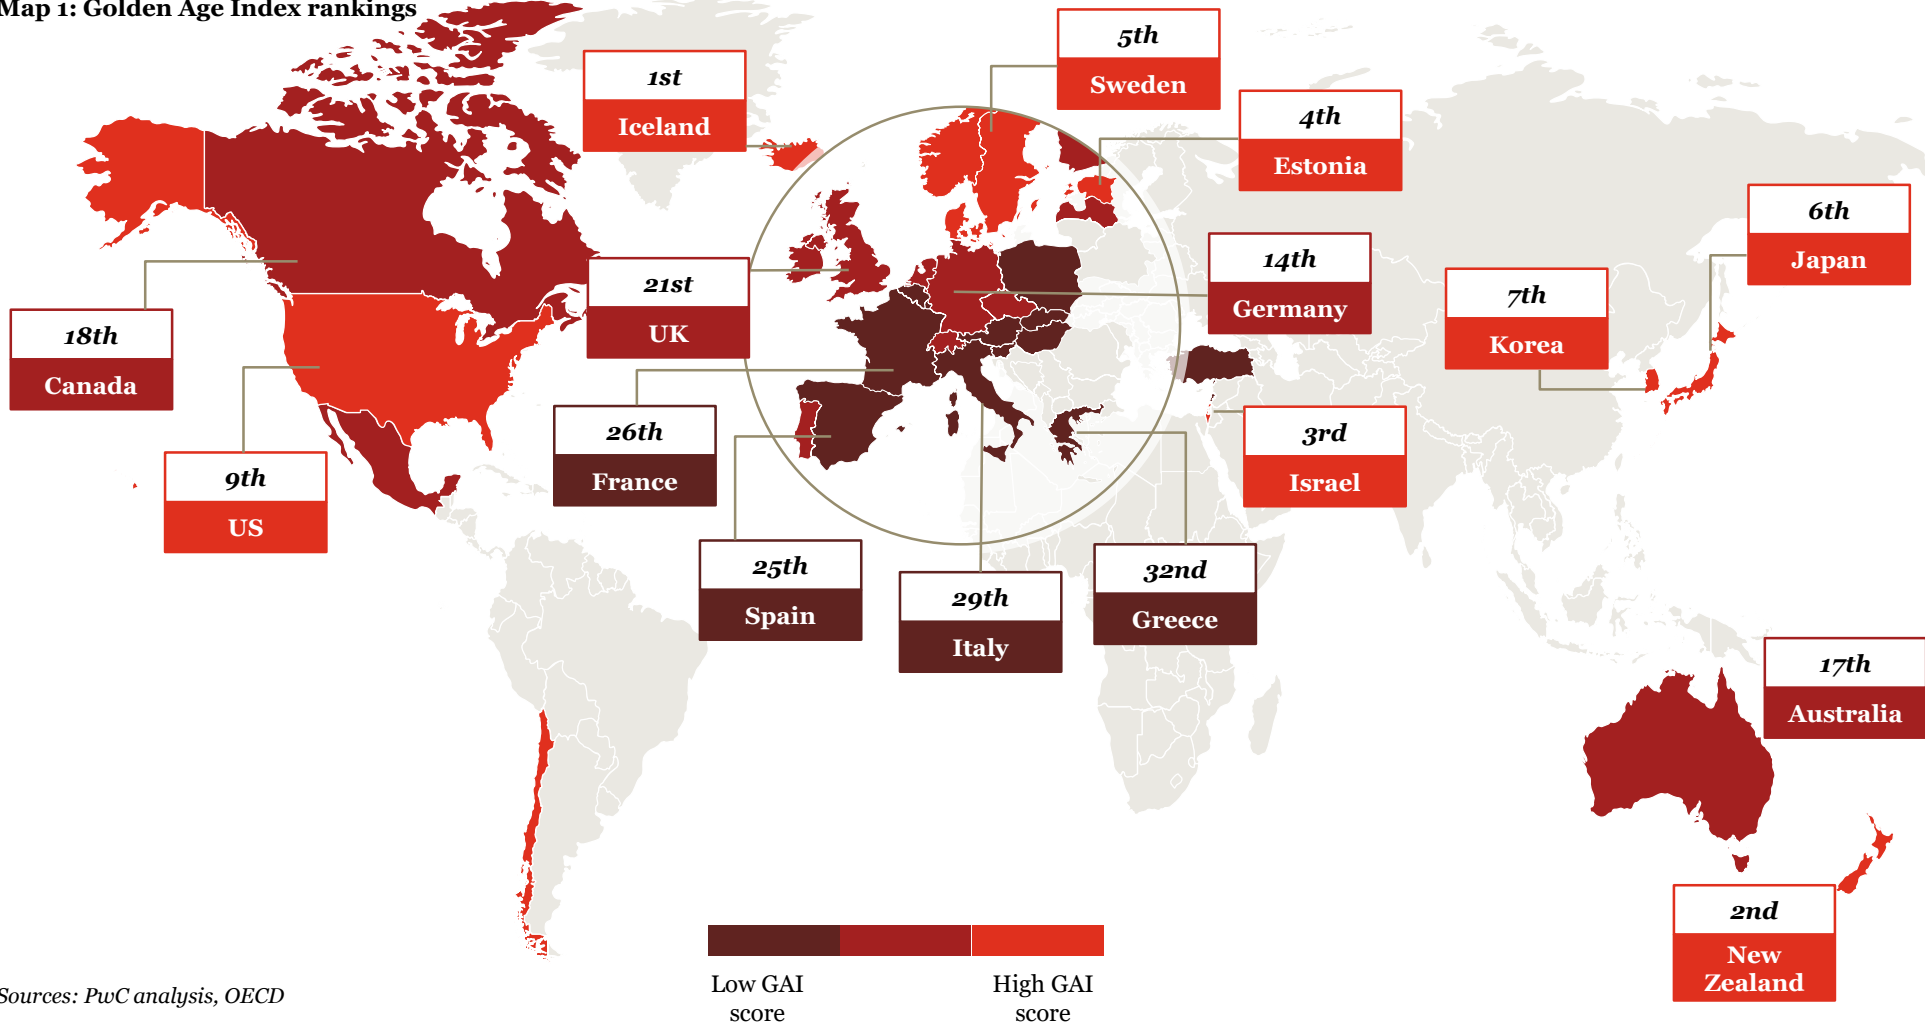 Map 1: Golden Age Index rankings
5th
Sweden
1st
Iceland
4th
Estonia
6th
Japan
14th
Germany
7th
Korea
21st
UK
18th
Canada
26th
France
3rd
Israel
9th
US
25th
Spain
29th
Italy
32nd
Greece
17th
Australia
2nd
New
Zealand
Low GAI
score
High GAI
score
Sources: PwC analysis, OECD